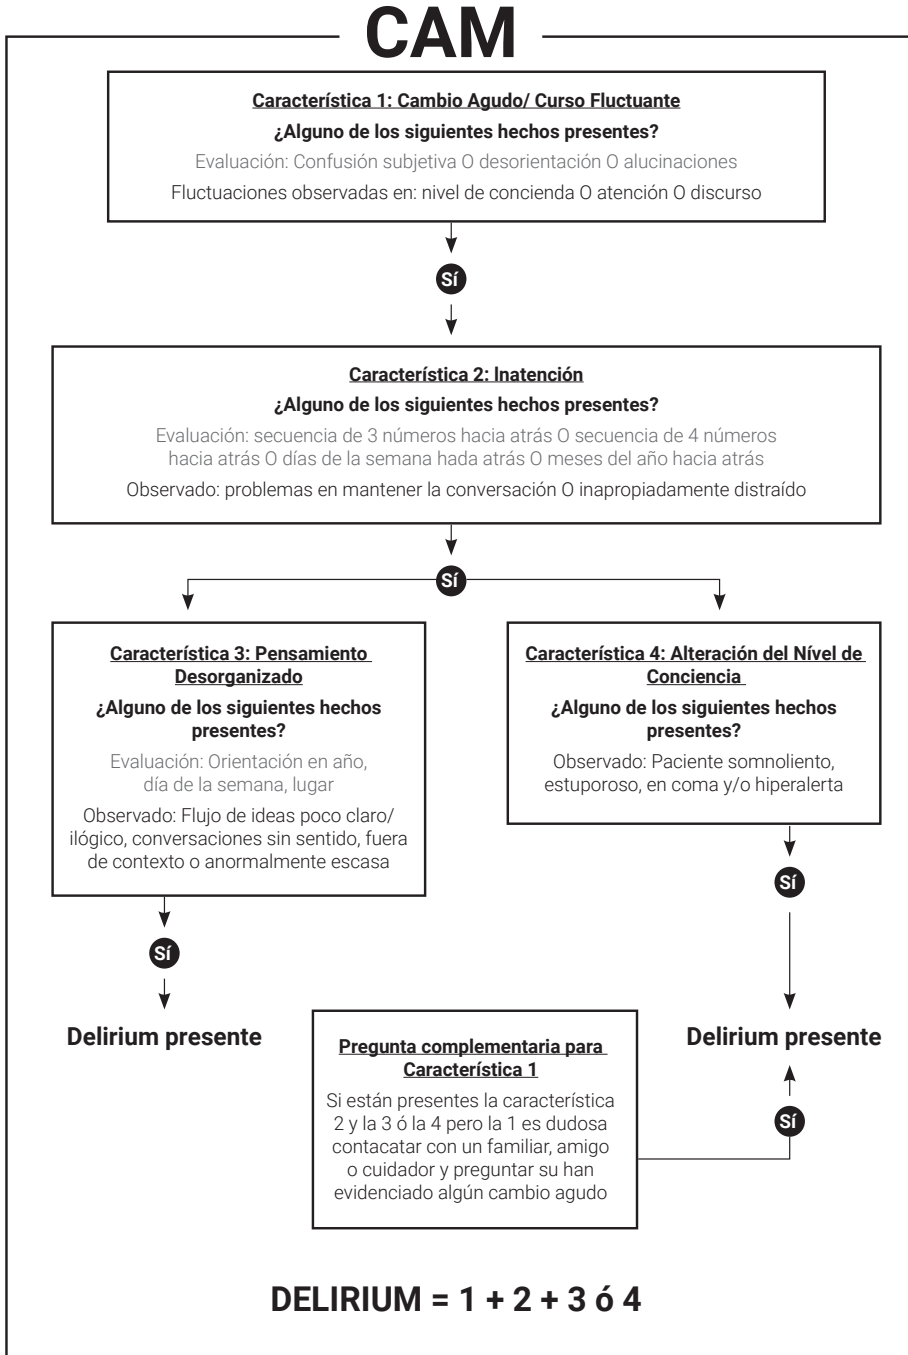 CAM
Característica 1: Cambio Agudo/ Curso Fluctuante
¿Alguno de los siguientes hechos presentes?
Evaluación: Confusión subjetiva O desorientación O alucinaciones
Fluctuaciones observadas en: nivel de concienda O atención O discurso
Sí
Característica 2: Inatención
¿Alguno de los siguientes hechos presentes?
Evaluación: secuencia de 3 números hacia atrás O secuencia de 4 números
hacia atrás O días de la semana hada atrás O meses del año hacia atrás
Observado: problemas en mantener la conversación O inapropiadamente distraído
Sí
Característica 3: Pensamiento
Desorganizado
¿Alguno de los siguientes hechos
presentes?
Evaluación: Orientación en año,
día de la semana, lugar
Observado: Flujo de ideas poco claro/
ilógico, conversaciones sin sentido, fuera
de contexto o anormalmente escasa
Sí
Delirium presente
Característica 4: Alteración del Nível de
Conciencia
¿Alguno de los siguientes hechos
presentes?
Observado: Paciente somnoliento,
estuporoso, en coma y/o hiperalerta
Sí
Delirium presente
Sí
Pregunta complementaria para
Característica 1
Si están presentes la característica
2 y la 3 ó la 4 pero la 1 es dudosa
contacatar con un familiar, amigo
o cuidador y preguntar su han
evidenciado algún cambio agudo
DELIRIUM = 1 + 2 + 3 ó 4